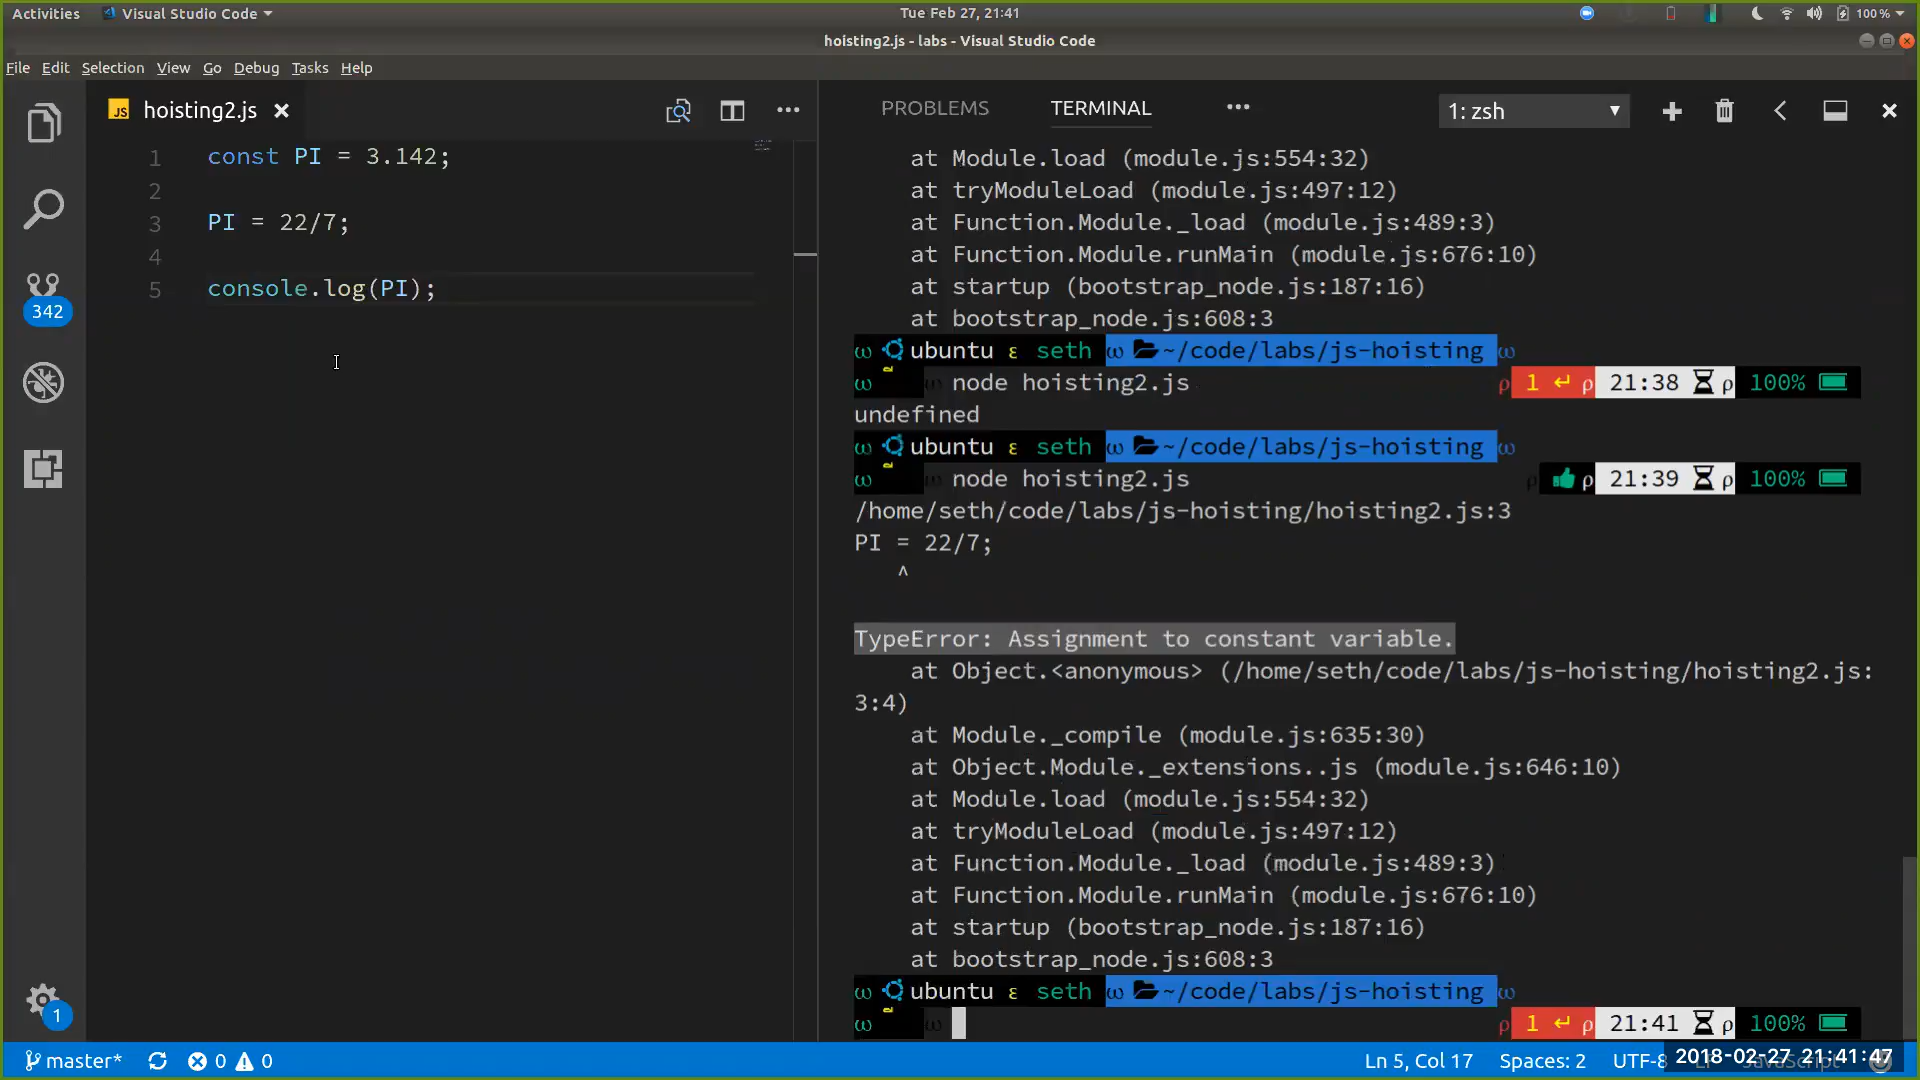 Activities Visual Studio Code Tue Feb 27, 21:41 100%
hoisting2.js - labs - Visual Studio Code
File Edit Selection View Go Debug Tasks Help
JS hoisting2.js
1 const PI = 3.142;
2
3 PI = 22/7;
4
5 console.log(PI);
342
1
PROBLEMS TERMINAL 1: zsh
at Module.load (module.js:554:32)
at tryModuleLoad (module.js:497:12)
at Function.Module._load (module.js:489:3)
at Function.Module.runMain (module.js:676:10)
at startup (bootstrap_node.js:187:16)
at bootstrap_node.js:608:3
ω ubuntu ε seth ω ~/code/labs/js-hoisting ω
ω ω node hoisting2.js ρ 1 ↵ ρ 21:38 ρ 100%
undefined
ω ubuntu ε seth ω ~/code/labs/js-hoisting ω
ω ω node hoisting2.js ρ ρ 21:39 ρ 100%
/home/seth/code/labs/js-hoisting/hoisting2.js:3
PI = 22/7;
^
TypeError: Assignment to constant variable.
at Object.<anonymous> (/home/seth/code/labs/js-hoisting/hoisting2.js:
3:4)
at Module._compile (module.js:635:30)
at Object.Module._extensions..js (module.js:646:10)
at Module.load (module.js:554:32)
at tryModuleLoad (module.js:497:12)
at Function.Module._load (module.js:489:3)
at Function.Module.runMain (module.js:676:10)
at startup (bootstrap_node.js:187:16)
at bootstrap_node.js:608:3
ω ubuntu ε seth ω ~/code/labs/js-hoisting ω
ω ω ρ 1 ↵ ρ 21:41 ρ 100%
master* 0 0 Ln 5, Col 17 Spaces: 2 UTF-8 2018-02-27 21:41:47